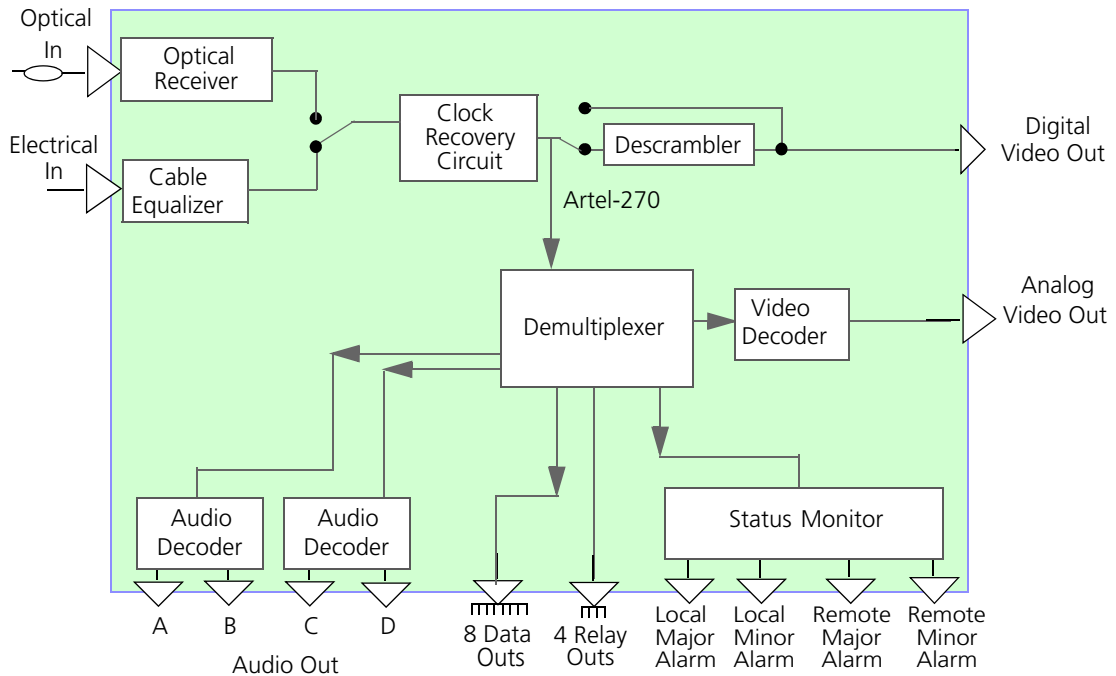 Optical
In
Optical
Receiver
Electrical
In
Cable
Equalizer
Clock
Recovery
Circuit
Descrambler
Digital
Video Out
Artel-270
Demultiplexer
Video
Decoder
Analog
Video Out
Audio
Decoder
Audio
Decoder
Status Monitor
A
B
C
D
Audio Out
8 Data
Outs
4 Relay
Outs
Local
Major
Alarm
Local
Minor
Alarm
Remote
Major
Alarm
Remote
Minor
Alarm